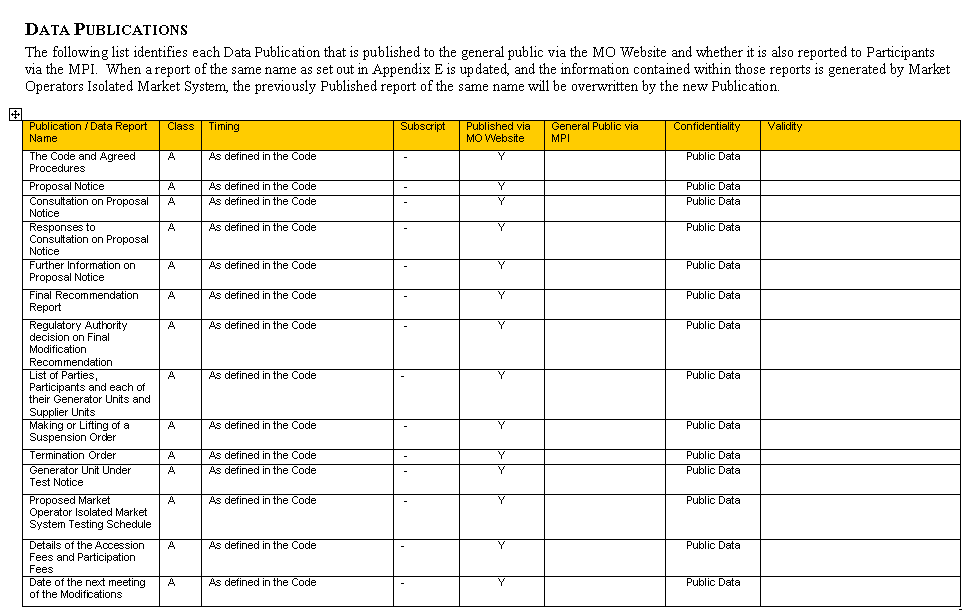 DATA PUBLICATIONS
The following list identifies each Data Publication that is published to the general public via the MO Website and whether it is also reported to Participants
via the MPI.  When a report of the same name as set out in Appendix E is updated, and the information contained within those reports is generated by Market
Operators Isolated Market System, the previously Published report of the same name will be overwritten by the new Publication.
Publication / Data Report Name | Class | Timing | Subscript | Published via MO Website | General Public via MPI | Confidentiality | Validity
The Code and Agreed Procedures | A | As defined in the Code | - | Y | | Public Data |
Proposal Notice | A | As defined in the Code | - | Y | | Public Data |
Consultation on Proposal Notice | A | As defined in the Code | - | Y | | Public Data |
Responses to Consultation on Proposal Notice | A | As defined in the Code | - | Y | | Public Data |
Further Information on Proposal Notice | A | As defined in the Code | - | Y | | Public Data |
Final Recommendation Report | A | As defined in the Code | - | Y | | Public Data |
Regulatory Authority decision on Final Modification Recommendation | A | As defined in the Code | - | Y | | Public Data |
List of Parties, Participants and each of their Generator Units and Supplier Units | A | As defined in the Code | - | Y | | Public Data |
Making or Lifting of a Suspension Order | A | As defined in the Code | - | Y | | Public Data |
Termination Order | A | As defined in the Code | - | Y | | Public Data |
Generator Unit Under Test Notice | A | As defined in the Code | - | Y | | Public Data |
Proposed Market Operator Isolated Market System Testing Schedule | A | As defined in the Code | - | Y | | Public Data |
Details of the Accession Fees and Participation Fees | A | As defined in the Code | - | Y | | Public Data |
Date of the next meeting of the Modifications | A | As defined in the Code | - | Y | | Public Data |